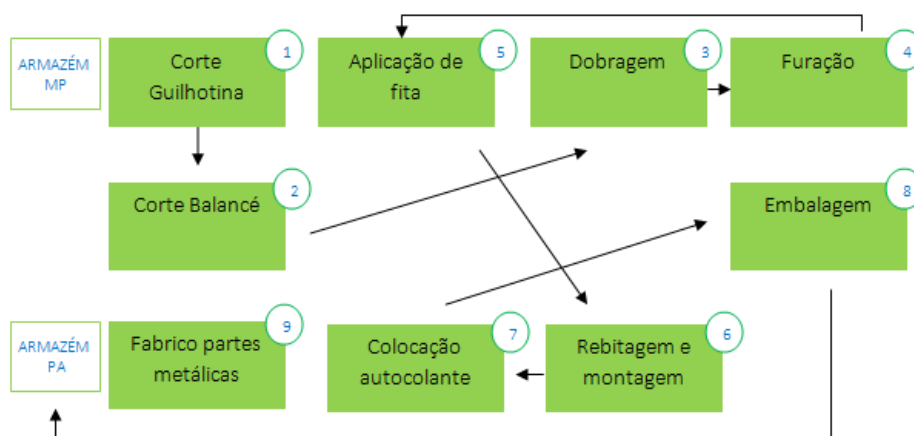 ARMAZÉM
MP
Corte
Guilhotina
1
Aplicação de
fita
5
Dobragem
3
Furação
4
Corte Balancé
2
Embalagem
8
ARMAZÉM
PA
Fabrico partes
metálicas
9
Colocação
autocolante
7
Rebitagem e
montagem
6